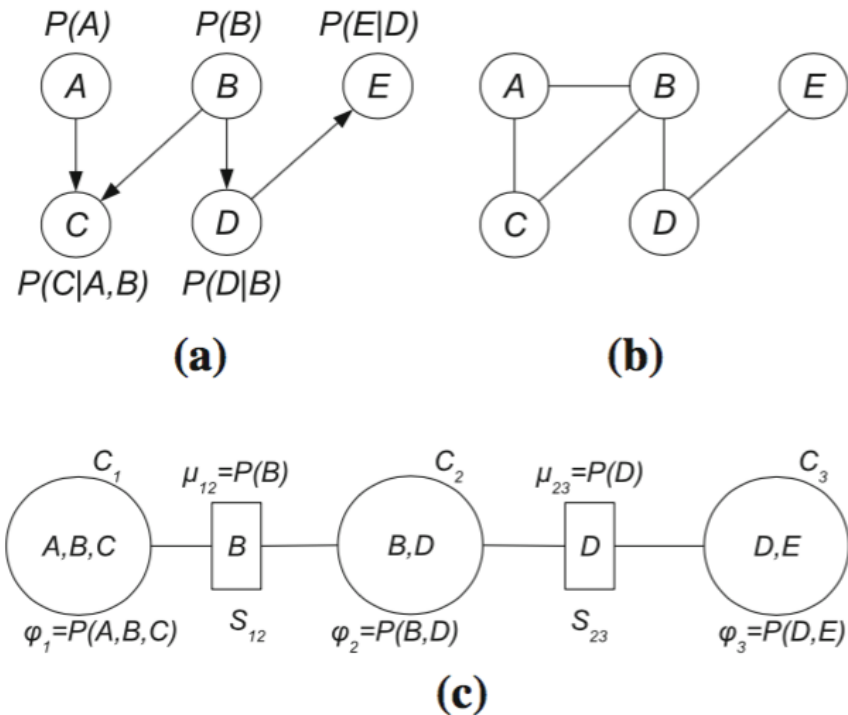 P(A) P(B) P(E|D)
A B E A B E
C D C D
P(C|A,B) P(D|B)
(a) (b)
C₁ μ₁₂=P(B) C₂ μ₂₃=P(D) C₃
A,B,C B B,D D D,E
φ₁=P(A,B,C) S₁₂ φ₂=P(B,D) S₂₃ φ₃=P(D,E)
(c)